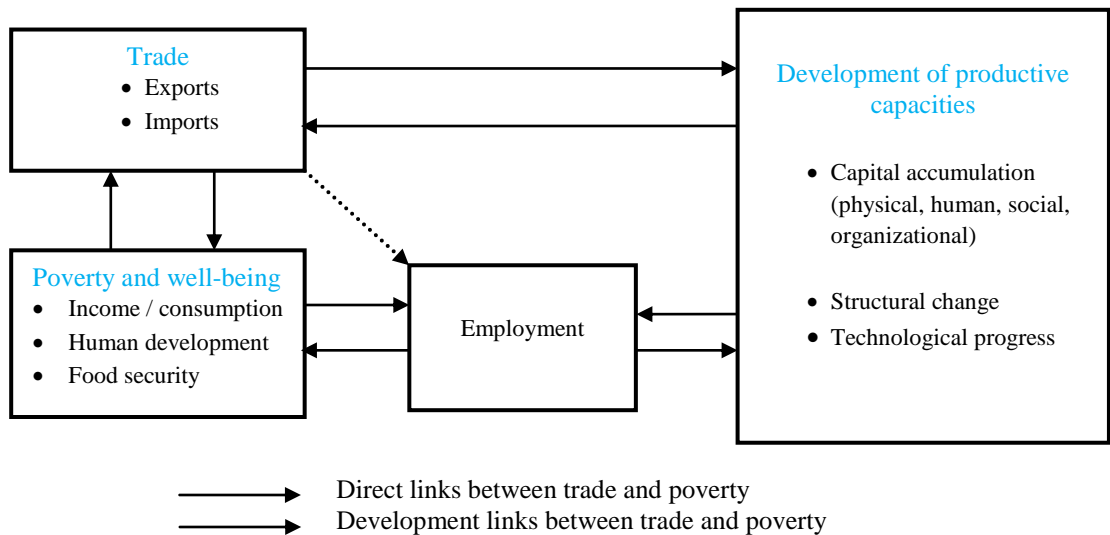 Trade
• Exports
• Imports
Development of productive
capacities
• Capital accumulation
(physical, human, social,
organizational)
• Structural change
• Technological progress
Poverty and well-being
• Income / consumption
• Human development
• Food security
Employment
Direct links between trade and poverty
Development links between trade and poverty